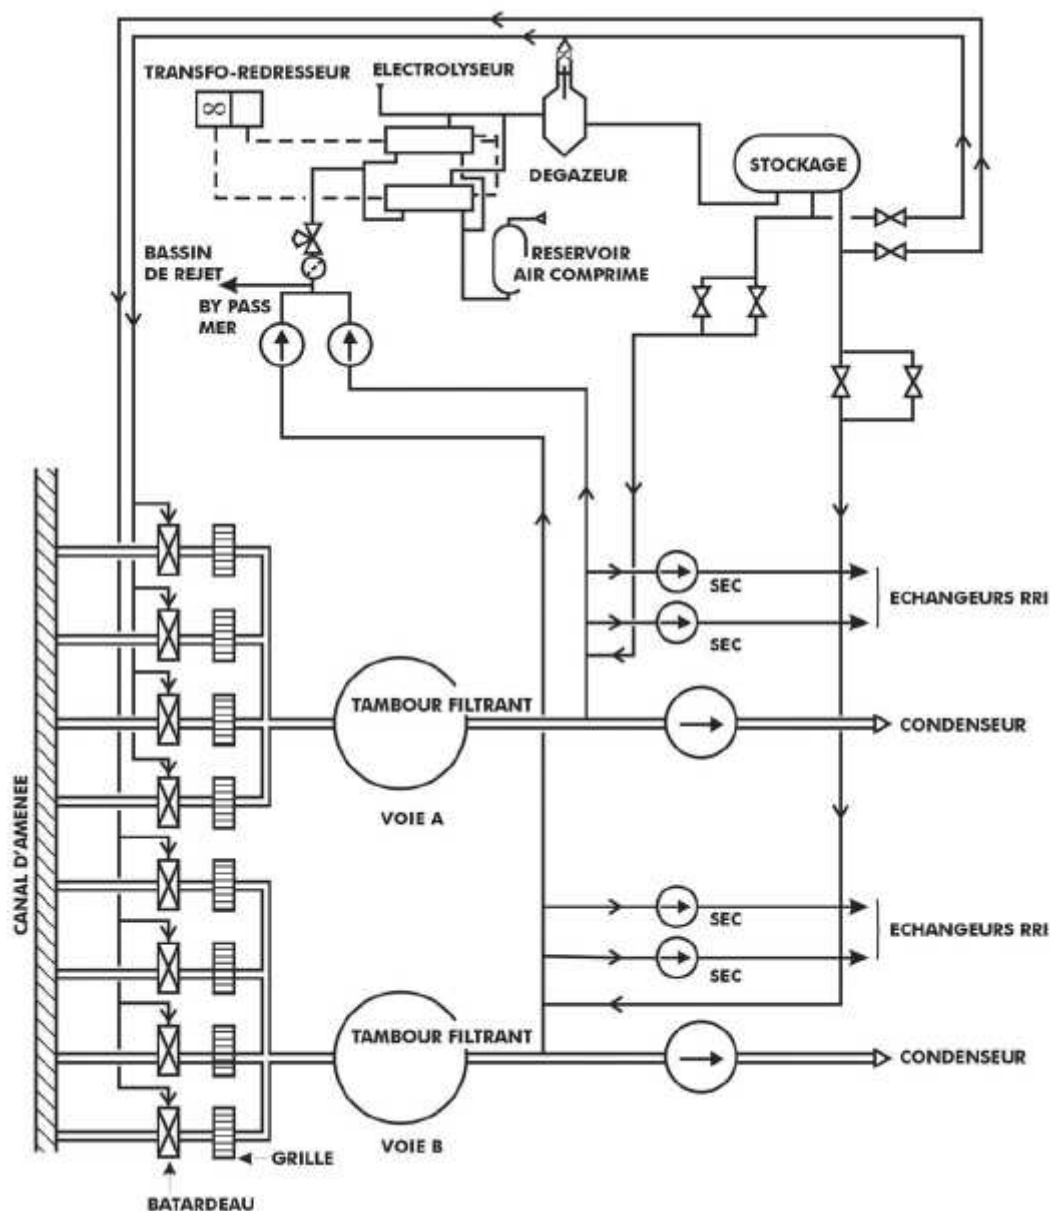 ELECTROLYSEUR
TRANSFO-REDRESSEUR
DEGAZEUR
STOCKAGE
RESERVOIR
AIR COMPRIME
BASSIN
DE REJET
BY PASS
MER
SEC
SEC
ECHANGEURS RRI
TAMBOUR FILTRANT
CONDENSEUR
VOIE A
CANAL D'AMENEE
SEC
SEC
ECHANGEURS RRI
TAMBOUR FILTRANT
CONDENSEUR
VOIE B
GRILLE
BATARDEAU